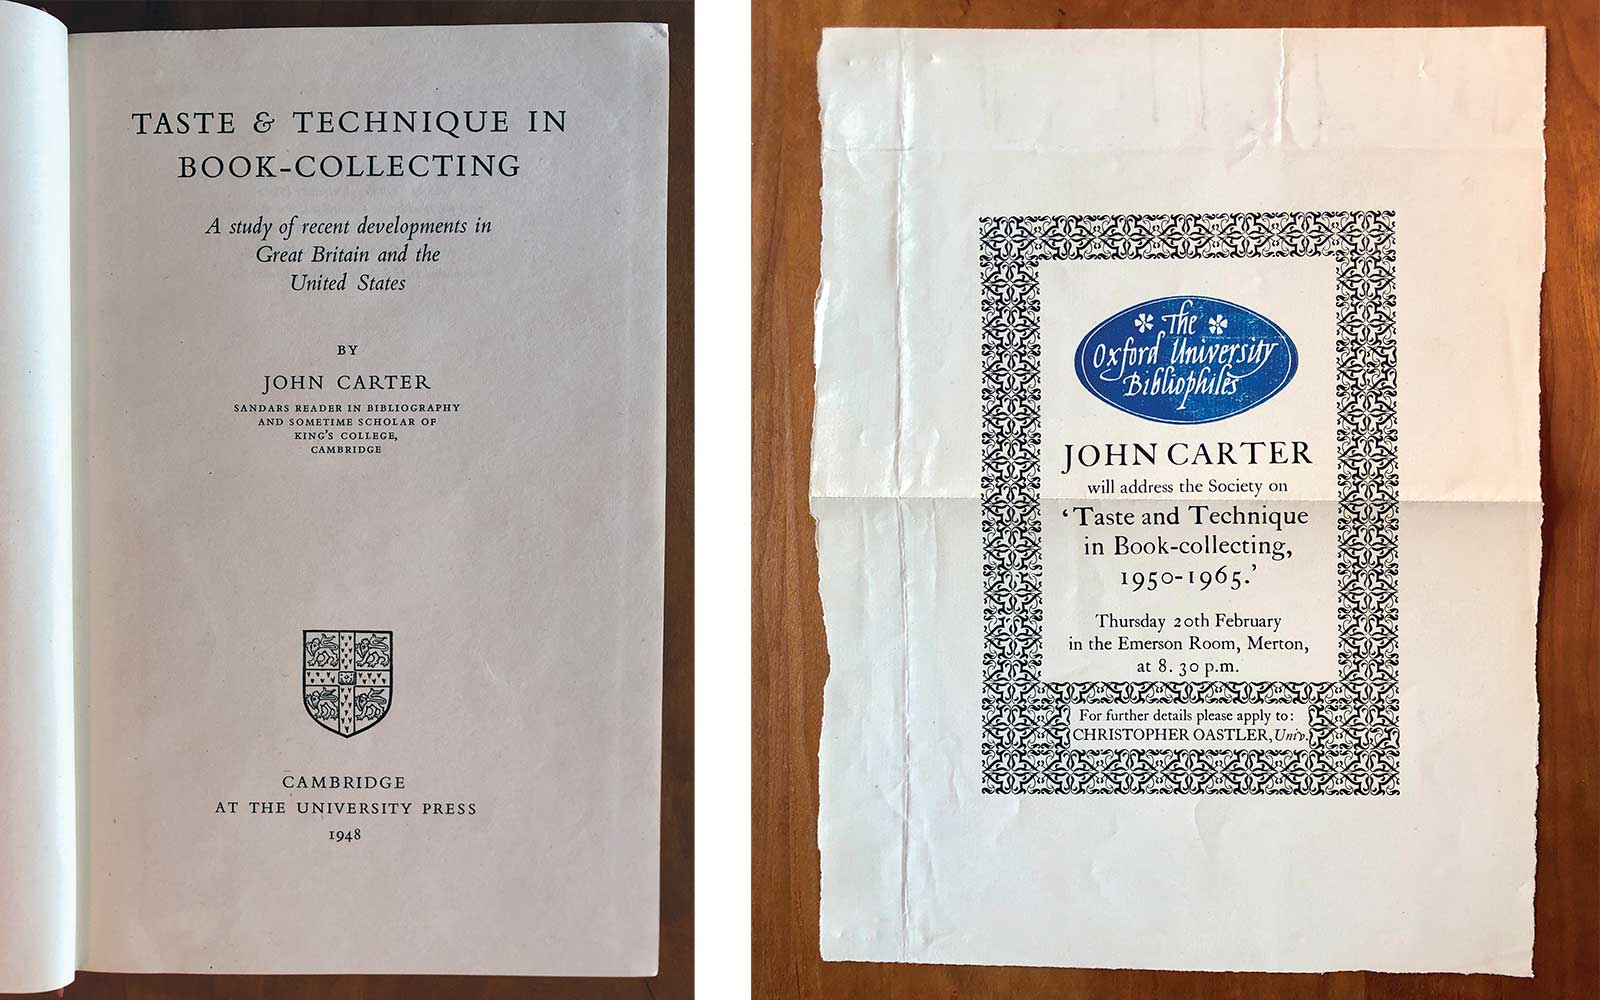 TASTE & TECHNIQUE IN
BOOK-COLLECTING
A study of recent developments in
Great Britain and the
United States
BY
JOHN CARTER
SANDARS READER IN BIBLIOGRAPHY
AND SOMETIME SCHOLAR OF
KING'S COLLEGE,
CAMBRIDGE
CAMBRIDGE
AT THE UNIVERSITY PRESS
1948
The
Oxford University
Bibliophiles
JOHN CARTER
will address the Society on
‘Taste and Technique
in Book-collecting,
1950-1965.’
Thursday 20th February
in the Emerson Room, Merton,
at 8. 30 p.m.
For further details please apply to:
CHRISTOPHER OASTLER, Univ.